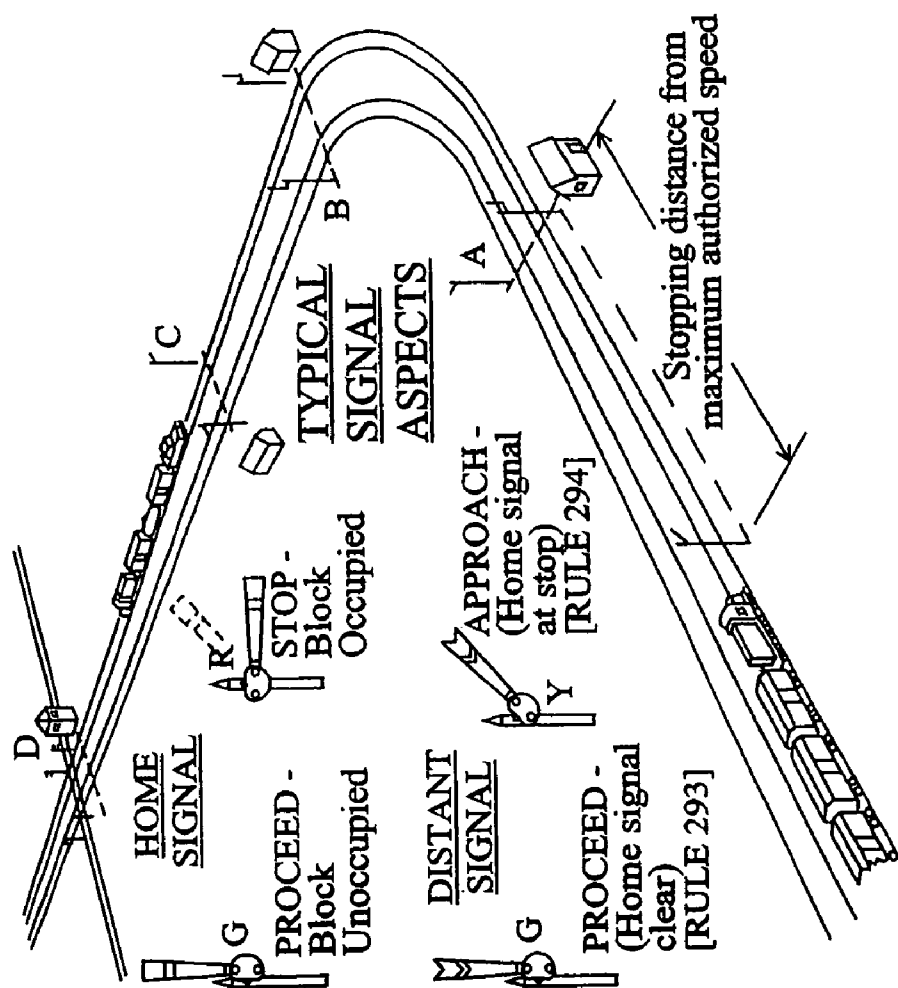 D
C
B
A
TYPICAL
SIGNAL
ASPECTS
HOME
SIGNAL
G
PROCEED -
Block
Unoccupied
R
STOP -
Block
Occupied
DISTANT
SIGNAL
G
PROCEED -
(Home signal
clear)
[RULE 293]
Y
APPROACH -
(Home signal
at stop)
[RULE 294]
Stopping distance from
maximum authorized speed